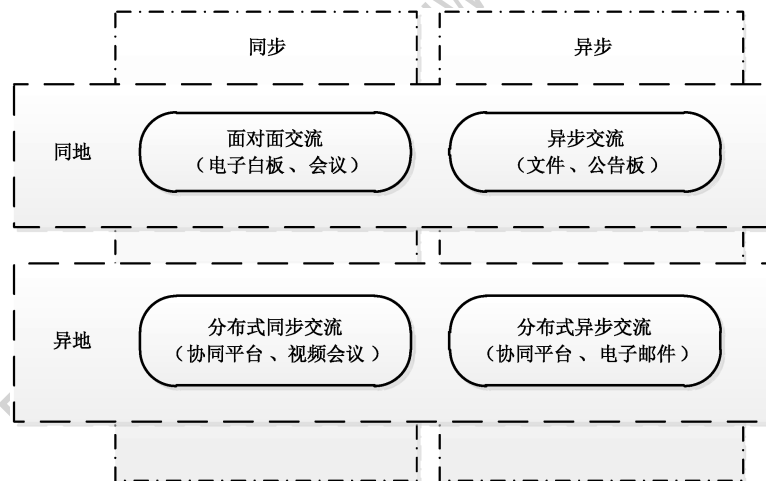 同步
异步
同地
面对面交流
（电子白板、会议）
异步交流
（文件、公告板）
异地
分布式同步交流
（协同平台、视频会议）
分布式异步交流
（协同平台、电子邮件）